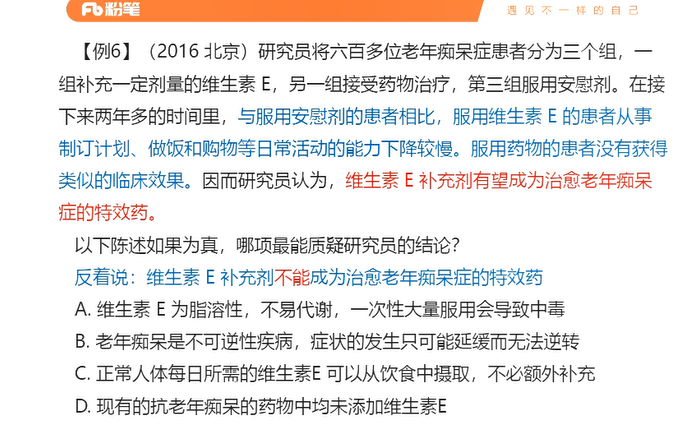 粉笔
遇见不一样的自己
【例6】（2016 北京）研究员将六百多位老年痴呆症患者分为三个组，一
组补充一定剂量的维生素 E，另一组接受药物治疗，第三组服用安慰剂。在接
下来两年多的时间里，与服用安慰剂的患者相比，服用维生素 E 的患者从事
制订计划、做饭和购物等日常活动的能力下降较慢。服用药物的患者没有获得
类似的临床效果。因而研究员认为，维生素 E 补充剂有望成为治愈老年痴呆
症的特效药。
以下陈述如果为真，哪项最能质疑研究员的结论？
反着说：维生素 E 补充剂不能成为治愈老年痴呆症的特效药
A. 维生素 E 为脂溶性，不易代谢，一次性大量服用会导致中毒
B. 老年痴呆是不可逆性疾病，症状的发生只可能延缓而无法逆转
C. 正常人体每日所需的维生素E 可以从饮食中摄取，不必额外补充
D. 现有的抗老年痴呆的药物中均未添加维生素E